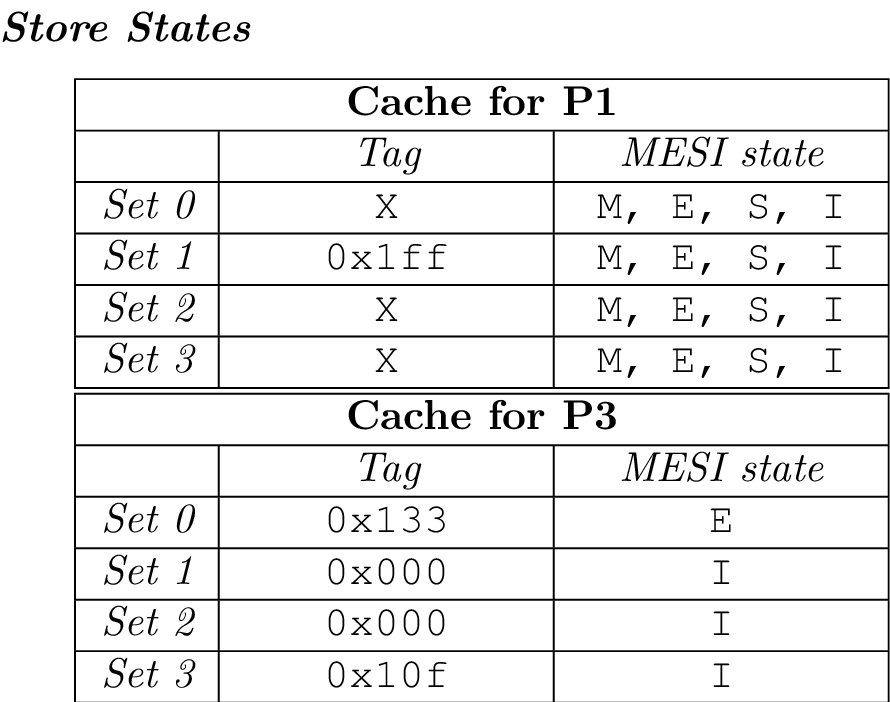 Store States
Cache for P1
Tag MESI state
Set 0 X M, E, S, I
Set 1 0x1ff M, E, S, I
Set 2 X M, E, S, I
Set 3 X M, E, S, I
Cache for P3
Tag MESI state
Set 0 0x133 E
Set 1 0x000 I
Set 2 0x000 I
Set 3 0x10f I